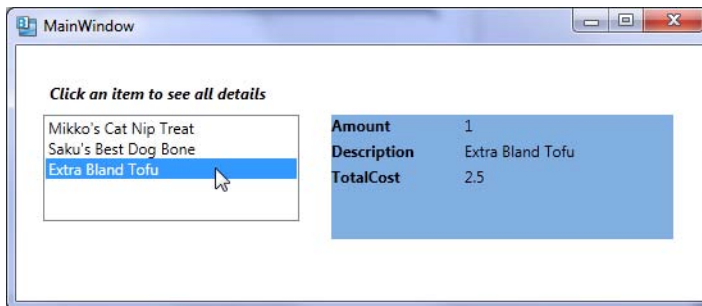 MainWindow
Click an item to see all details
Mikko's Cat Nip Treat
Saku's Best Dog Bone
Extra Bland Tofu
Amount 1
Description Extra Bland Tofu
TotalCost 2.5